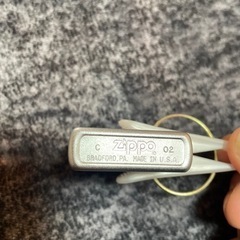 C zippo 02
BRADFORD, PA. MADE IN U.S.A.